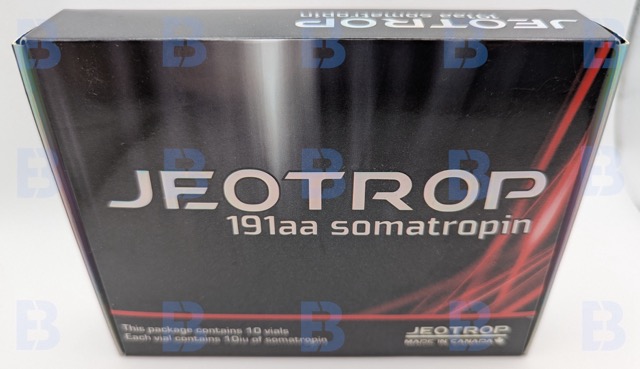 JEOTROP
191aa somatropin
JEOTROP
191aa somatropin
This package contains 10 vials
Each vial contains 10iu of somatropin
JEOTROP
MADE IN CANADA